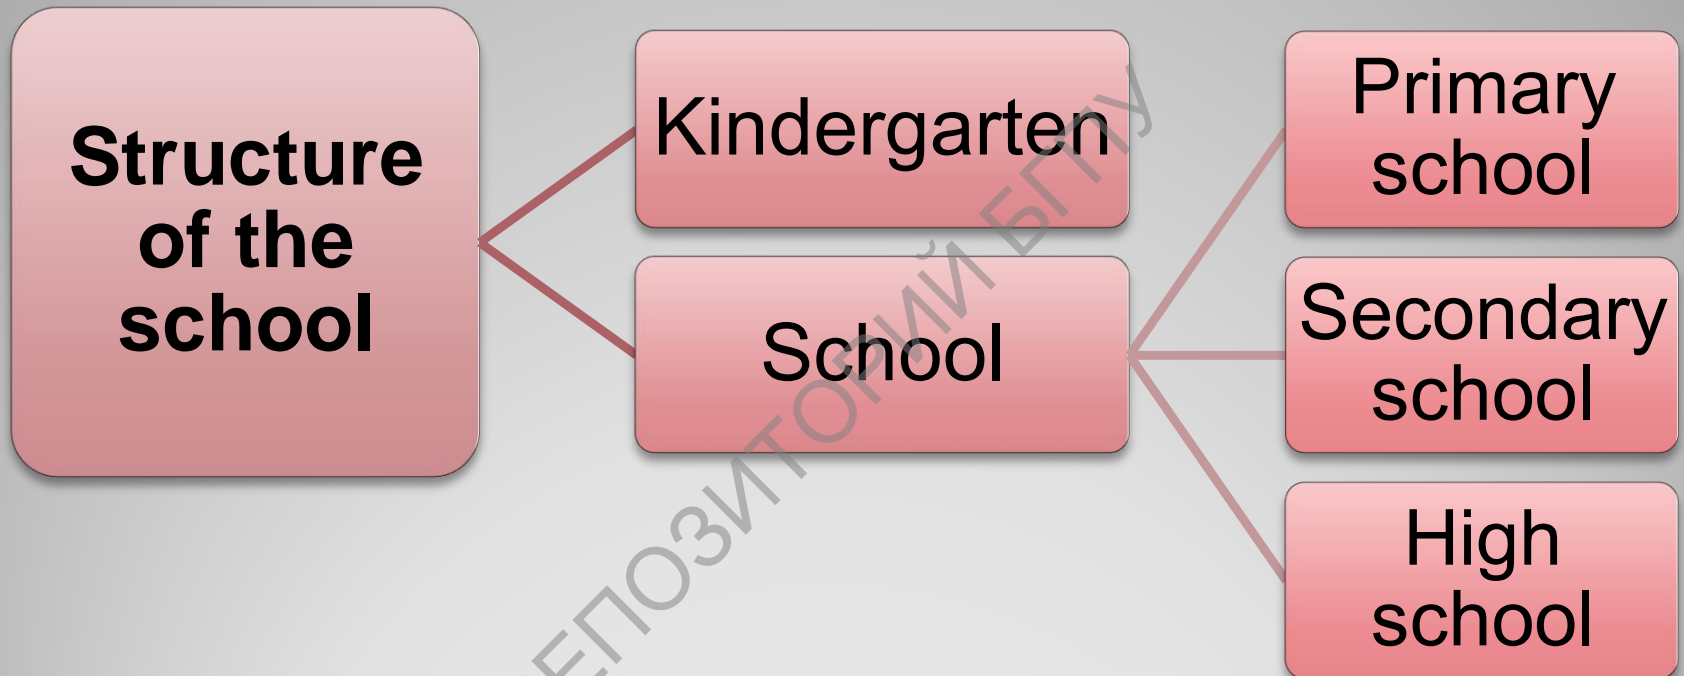 Structure
of the
school
Kindergarten
School
Primary
school
Secondary
school
High
school
ЕПОЗИТОРИЙ БГПУ